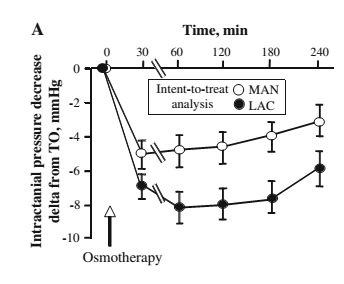 A
Time, min
0 30 60 120 180 240
0
-2
-4
-6
-8
-10
Intractanial pressure decrease
delta from TO, mmHg
Intent-to-treat
analysis
MAN
LAC
Osmotherapy